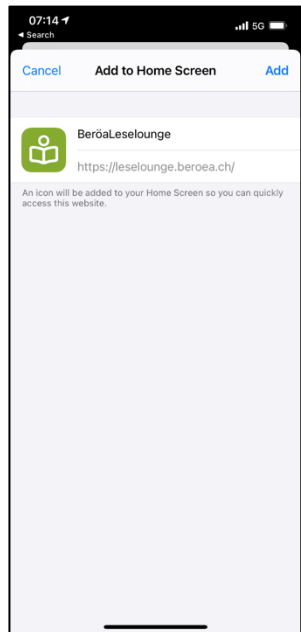 07:14
5G
◀ Search
Cancel
Add to Home Screen
Add
BeröaLeselounge
https://leselounge.beroea.ch/
An icon will be added to your Home Screen so you can quickly
access this website.